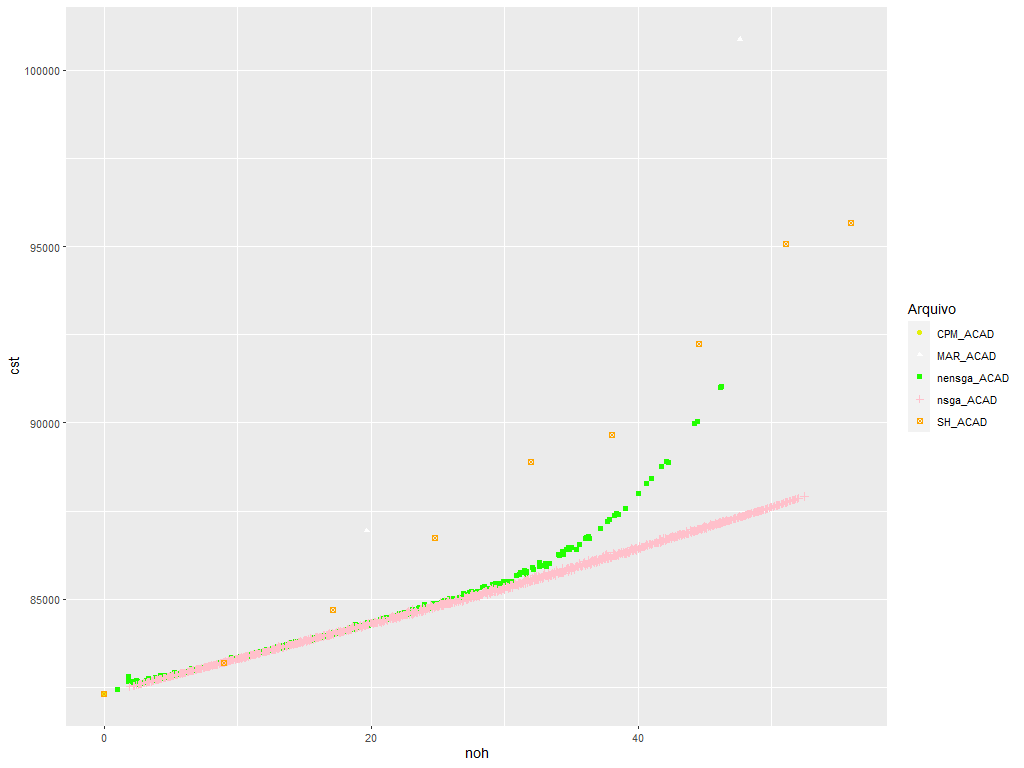 100000
95000
90000
85000
cst
0
20
40
noh
Arquivo
CPM_ACAD
MAR_ACAD
nensga_ACAD
nsga_ACAD
SH_ACAD